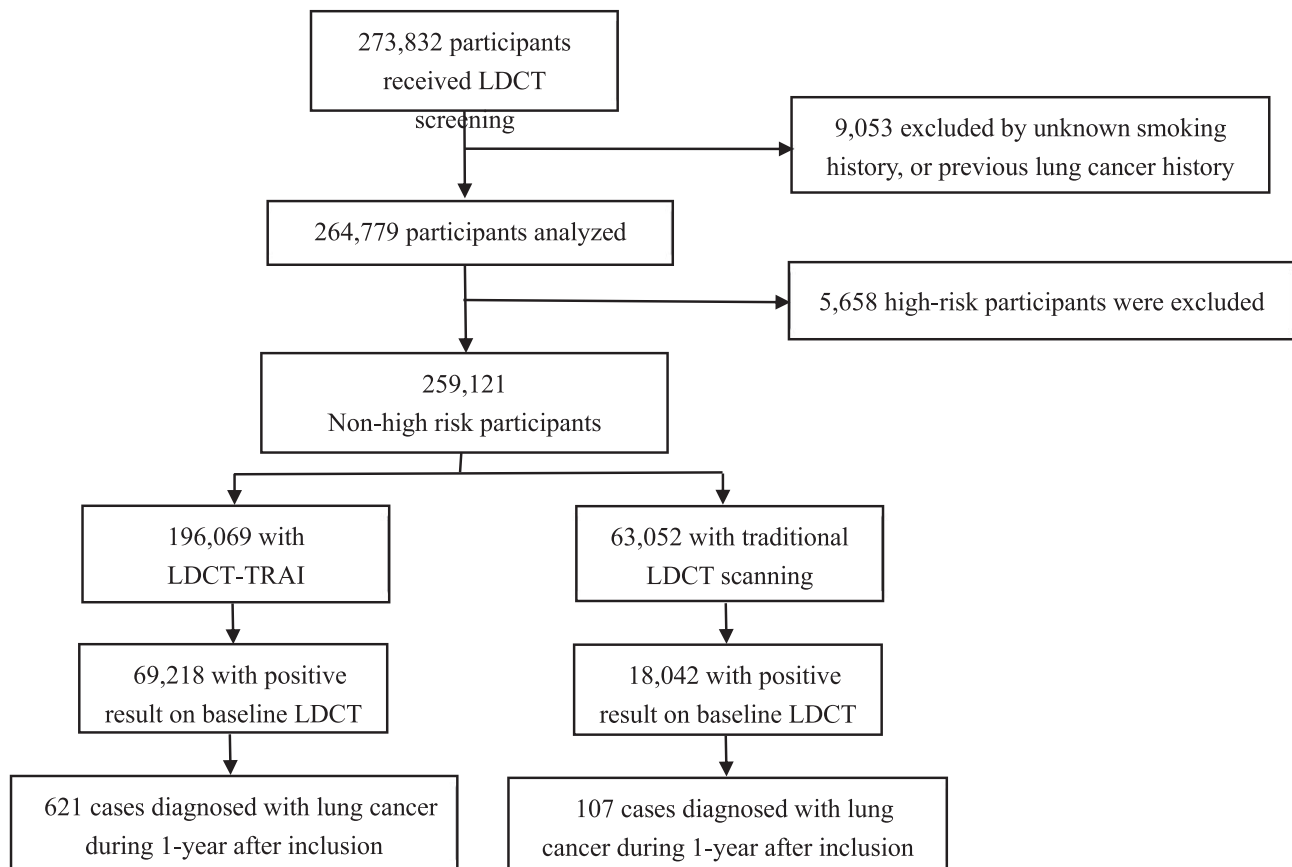 273,832 participants
received LDCT
screening
9,053 excluded by unknown smoking
history, or previous lung cancer history
264,779 participants analyzed
5,658 high-risk participants were excluded
259,121
Non-high risk participants
196,069 with
LDCT-TRAI
63,052 with traditional
LDCT scanning
69,218 with positive
result on baseline LDCT
18,042 with positive
result on baseline LDCT
621 cases diagnosed with lung cancer
during 1-year after inclusion
107 cases diagnosed with lung
cancer during 1-year after inclusion